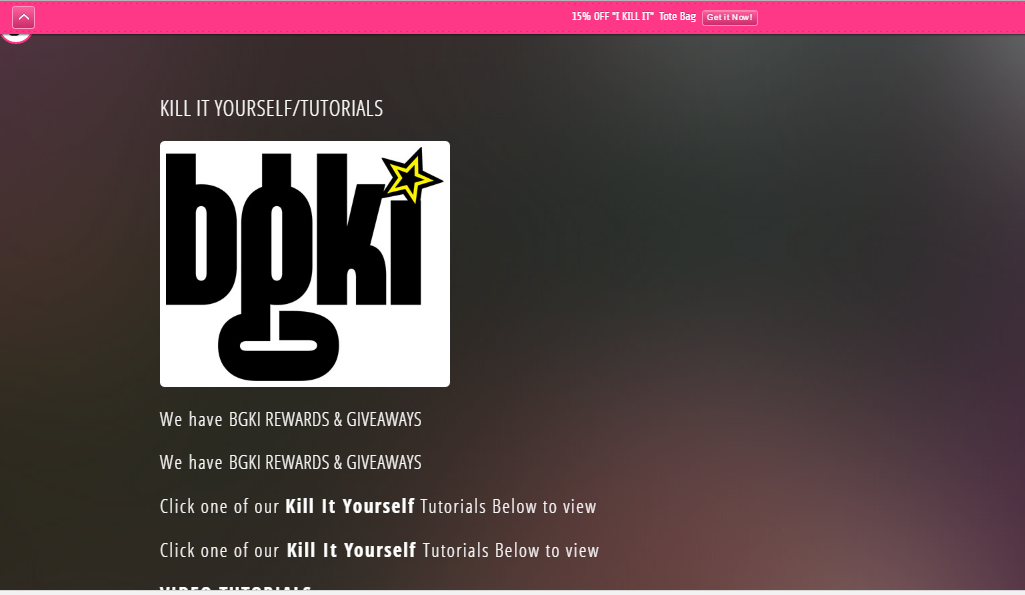 15% OFF "I KILL IT" Tote Bag Get it Now!
KILL IT YOURSELF/TUTORIALS
bgki
We have BGKI REWARDS & GIVEAWAYS
We have BGKI REWARDS & GIVEAWAYS
Click one of our Kill It Yourself Tutorials Below to view
Click one of our Kill It Yourself Tutorials Below to view
VIDEO TUTORIALS